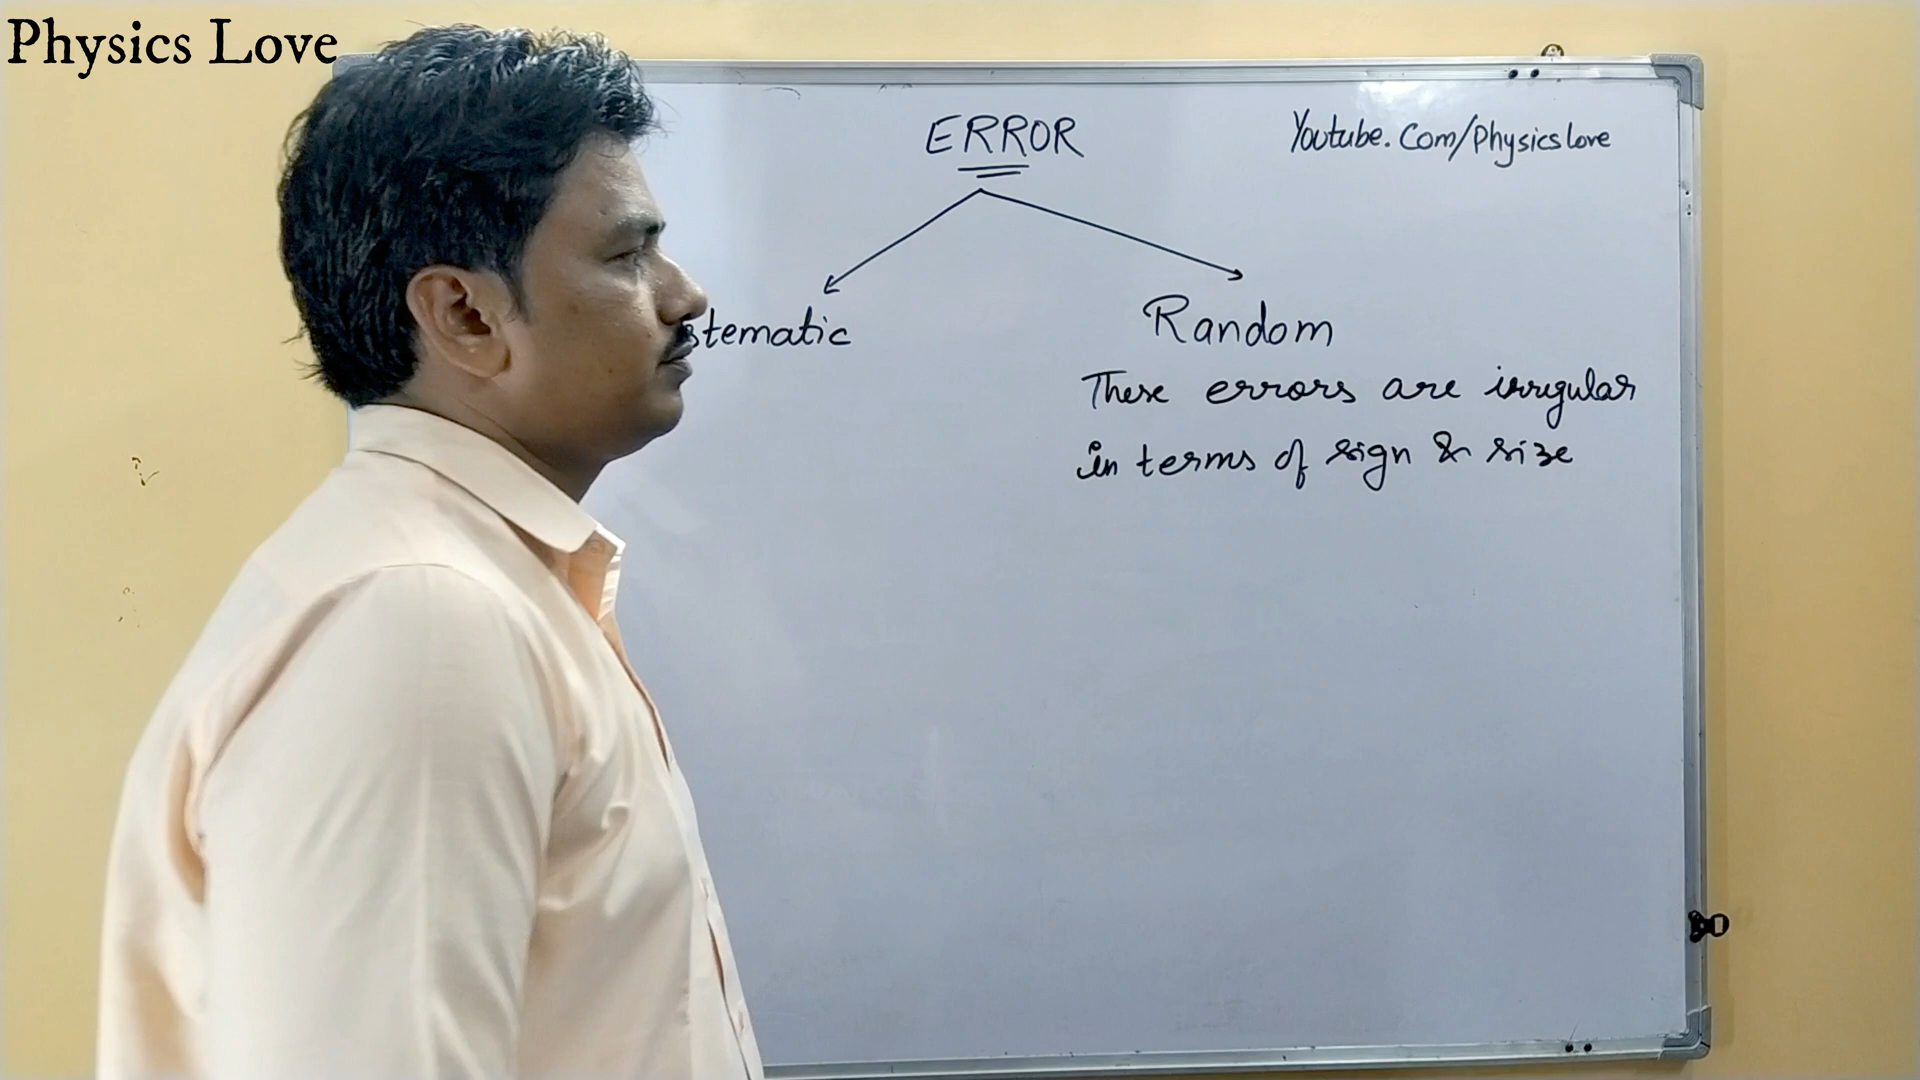 Physics Love
ERROR
Youtube.Com/Physicslove
stematic
Random
These errors are irregular
in terms of sign & size